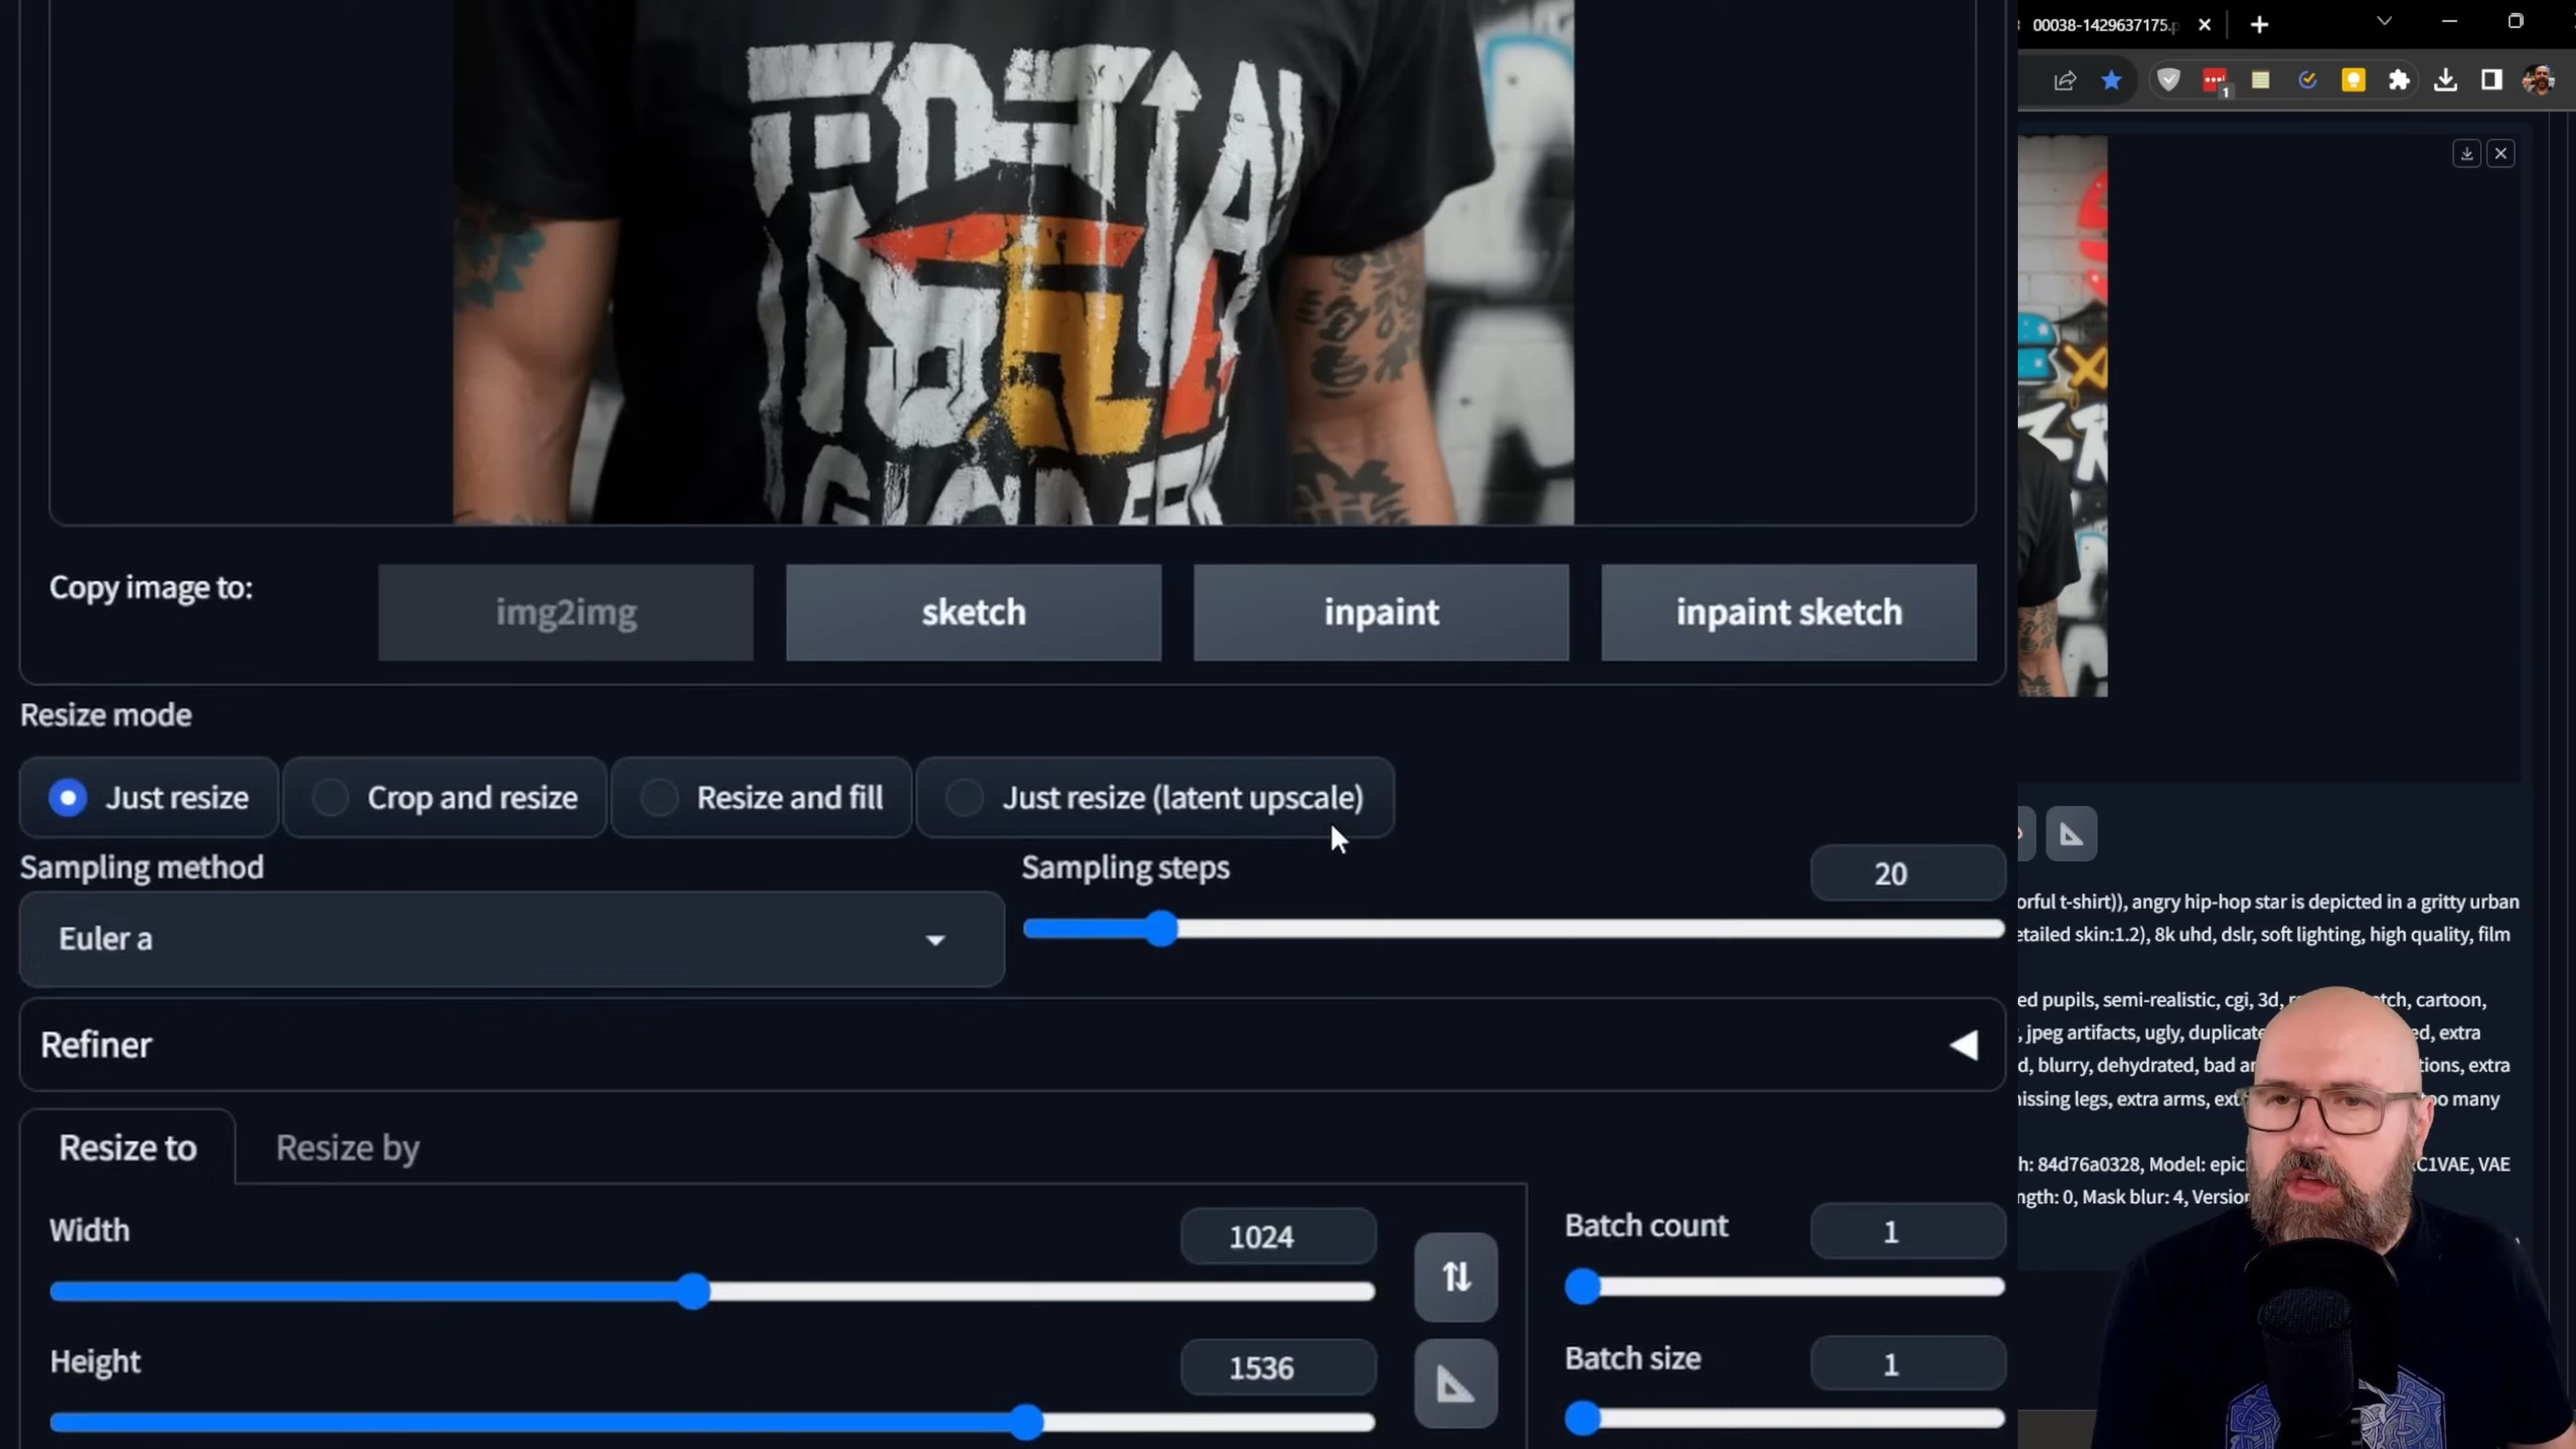 00038-1429637175.p
1
Copy image to:
img2img
sketch
inpaint
inpaint sketch
Resize mode
Just resize
Crop and resize
Resize and fill
Just resize (latent upscale)
Sampling method
Sampling steps
20
Euler a
Refiner
Resize to
Resize by
Width
1024
Batch count
1
Height
1536
Batch size
1
orful t-shirt)), angry hip-hop star is depicted in a gritty urban
etailed skin:1.2), 8k uhd, dslr, soft lighting, high quality, film
ed pupils, semi-realistic, cgi, 3d, tch, cartoon,
, jpeg artifacts, ugly, duplicate ed, extra
d, blurry, dehydrated, bad tions, extra
issing legs, extra arms, too many
h: 84d76a0328, Model: epic C1VAE, VAE
ngth: 0, Mask blur: 4, Version